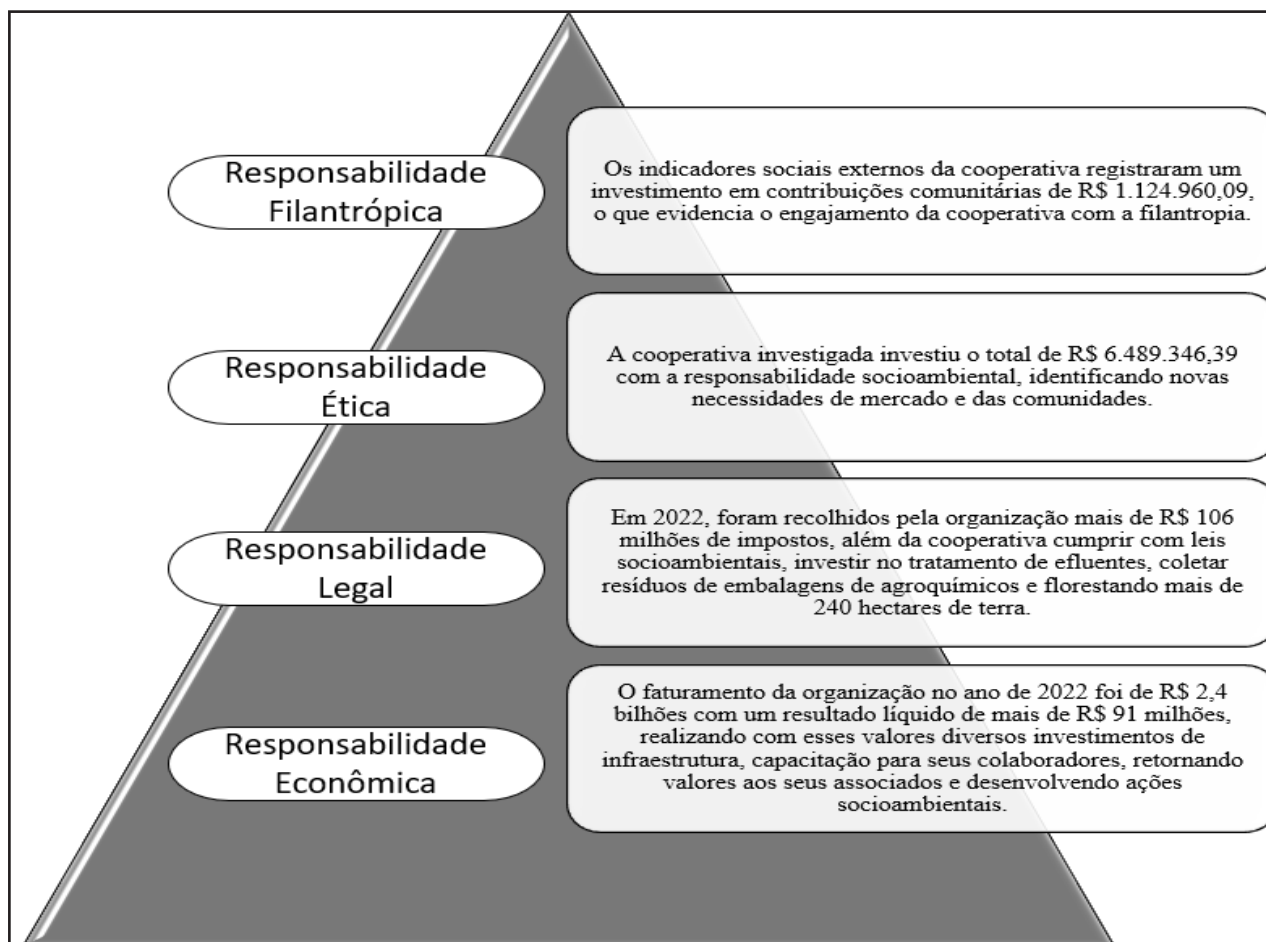 Responsabilidade
Filantrópica
Os indicadores sociais externos da cooperativa registraram um
investimento em contribuições comunitárias de R$ 1.124.960,09,
o que evidencia o engajamento da cooperativa com a filantropia.
Responsabilidade
Ética
A cooperativa investigada investiu o total de R$ 6.489.346,39
com a responsabilidade socioambiental, identificando novas
necessidades de mercado e das comunidades.
Responsabilidade
Legal
Em 2022, foram recolhidos pela organização mais de R$ 106
milhões de impostos, além da cooperativa cumprir com leis
socioambientais, investir no tratamento de efluentes, coletar
resíduos de embalagens de agroquímicos e florestando mais de
240 hectares de terra.
Responsabilidade
Econômica
O faturamento da organização no ano de 2022 foi de R$ 2,4
bilhões com um resultado líquido de mais de R$ 91 milhões,
realizando com esses valores diversos investimentos de
infraestrutura, capacitação para seus colaboradores, retornando
valores aos seus associados e desenvolvendo ações
socioambientais.